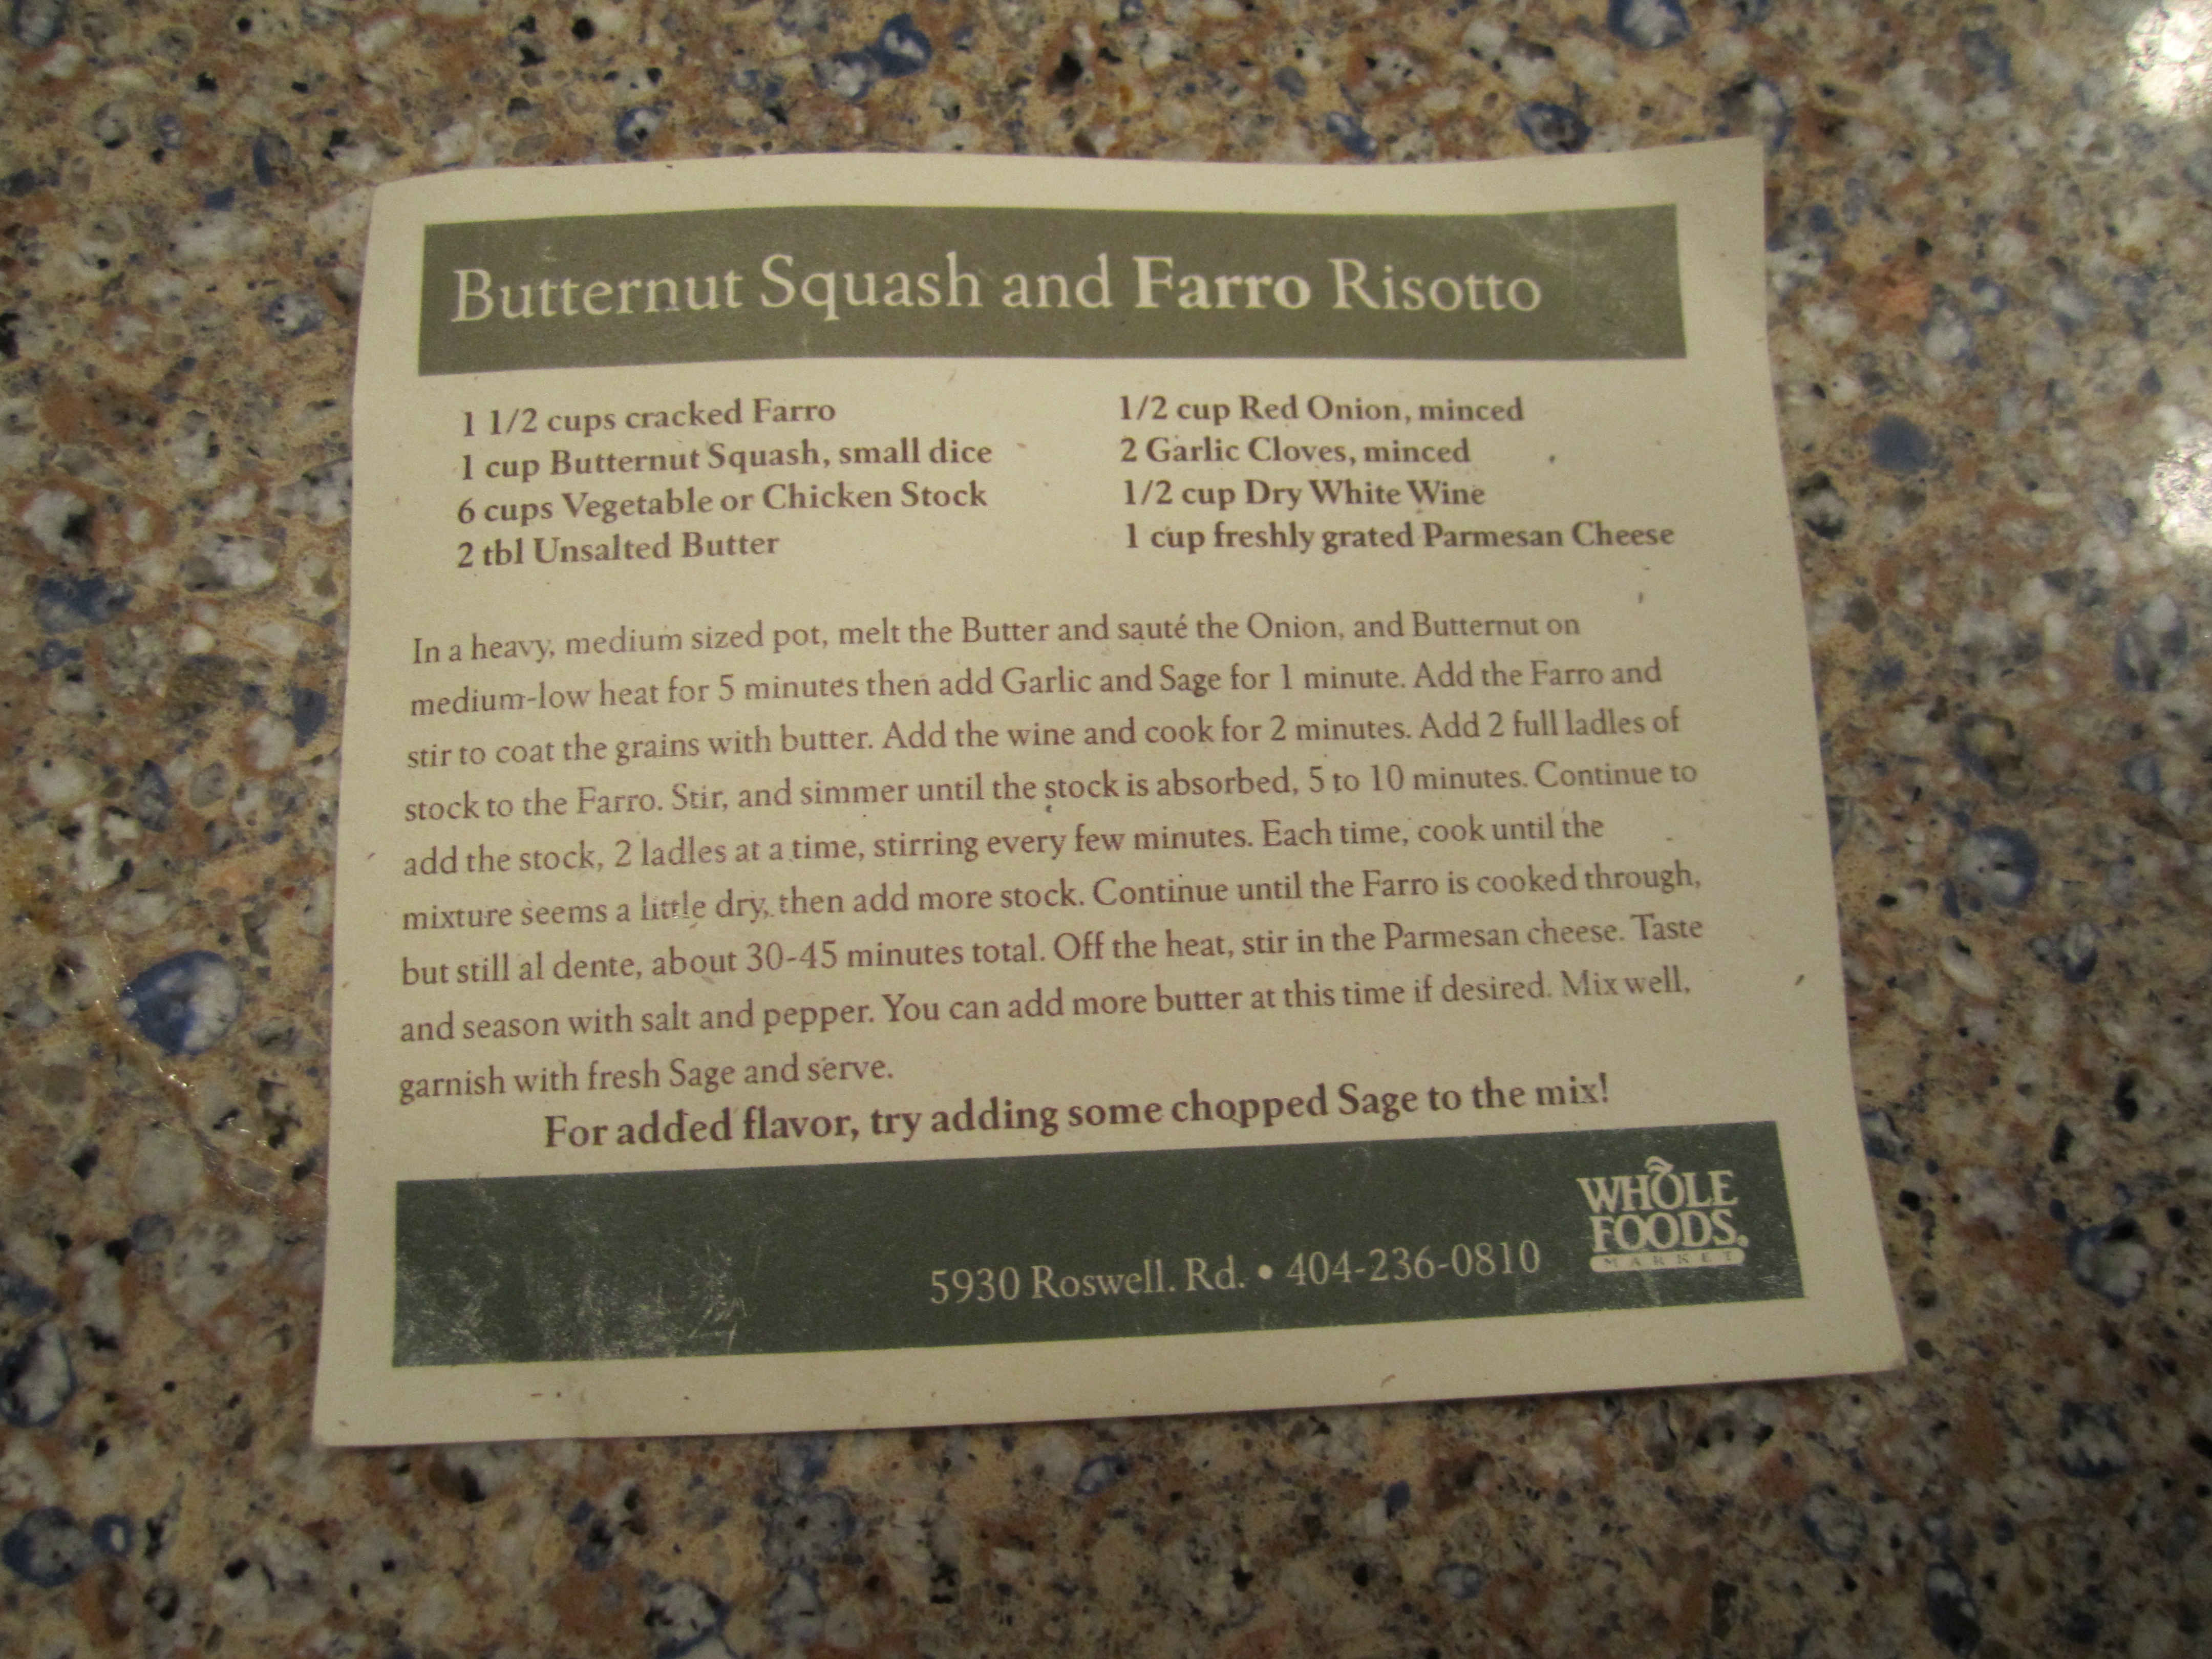 Butternut Squash and Farro Risotto
1 1/2 cups cracked Farro
1 cup Butternut Squash, small dice
6 cups Vegetable or Chicken Stock
2 tbl Unsalted Butter
1/2 cup Red Onion, minced
2 Garlic Cloves, minced
1/2 cup Dry White Wine
1 cup freshly grated Parmesan Cheese
In a heavy, medium sized pot, melt the Butter and sauté the Onion, and Butternut on
medium-low heat for 5 minutes then add Garlic and Sage for 1 minute. Add the Farro and
stir to coat the grains with butter. Add the wine and cook for 2 minutes. Add 2 full ladles of
stock to the Farro. Stir, and simmer until the stock is absorbed, 5 to 10 minutes. Continue to
add the stock, 2 ladles at a time, stirring every few minutes. Each time, cook until the
mixture seems a little dry, then add more stock. Continue until the Farro is cooked through,
but still al dente, about 30-45 minutes total. Off the heat, stir in the Parmesan cheese. Taste
and season with salt and pepper. You can add more butter at this time if desired. Mix well,
garnish with fresh Sage and serve.
For added flavor, try adding some chopped Sage to the mix!
5930 Roswell. Rd. • 404-236-0810
WHOLE
FOODS.
MARKET